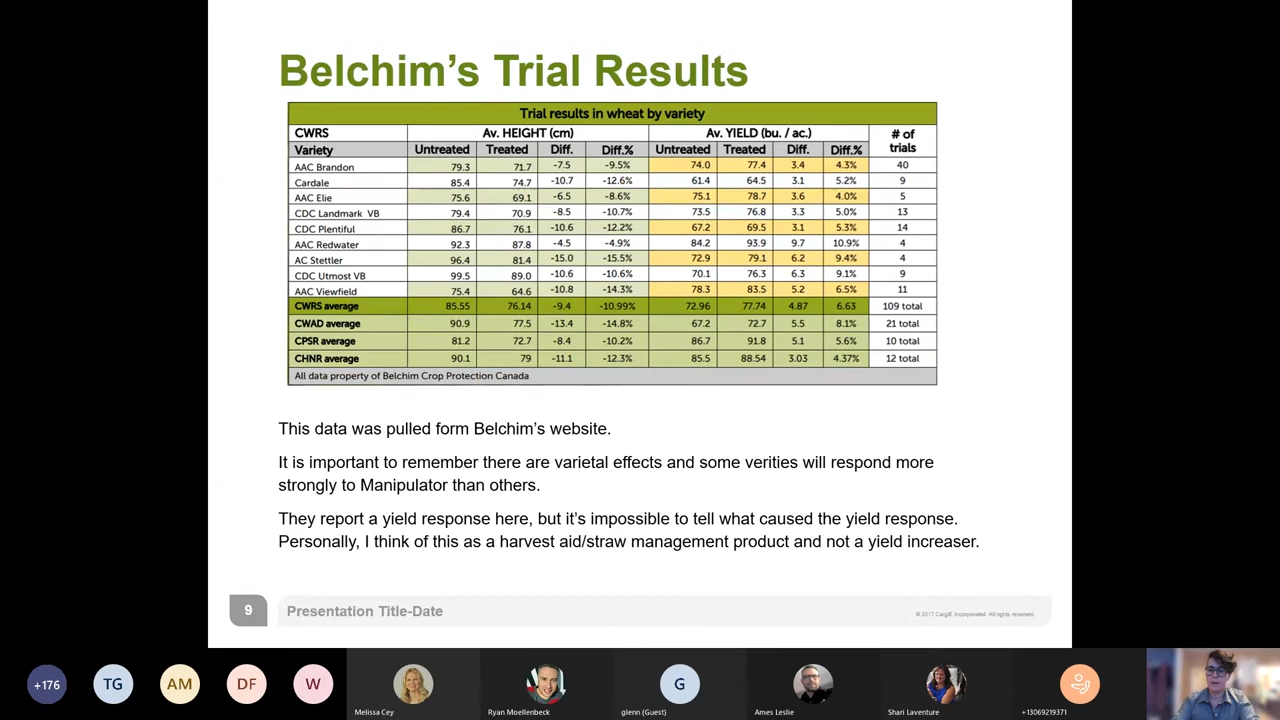 Belchim's Trial Results
Trial results in wheat by variety
CWRS Av. HEIGHT (cm) Av. YIELD (bu. / ac.) # of trials
Variety Untreated Treated Diff. Diff.% Untreated Treated Diff. Diff.%
AAC Brandon 79.3 71.7 -7.5 -9.5% 74.0 77.4 3.4 4.3% 40
Cardale 85.4 74.7 -10.7 -12.6% 61.4 64.5 3.1 5.2% 9
AAC Elie 75.6 69.1 -6.5 -8.6% 75.1 78.7 3.6 4.0% 5
CDC Landmark VB 79.4 70.9 -8.5 -10.7% 73.5 76.8 3.3 5.0% 13
CDC Plentiful 86.7 76.1 -10.6 -12.2% 67.2 69.5 3.1 5.3% 14
AAC Redwater 92.3 87.8 -4.5 -4.9% 84.2 93.9 9.7 10.9% 4
AC Stettler 96.4 81.4 -15.0 -15.5% 72.9 79.1 6.2 9.4% 4
CDC Utmost VB 99.5 89.0 -10.6 -10.6% 70.1 76.3 6.3 9.1% 9
AAC Viewfield 75.4 64.6 -10.8 -14.3% 78.3 83.5 5.2 6.5% 11
CWRS average 85.55 76.14 -9.4 -10.99% 72.96 77.74 4.87 6.63 109 total
CWAD average 90.9 77.5 -13.4 -14.8% 67.2 72.7 5.5 8.1% 21 total
CPSR average 81.2 72.7 -8.4 -10.2% 86.7 91.8 5.1 5.6% 10 total
CHNR average 90.1 79 -11.1 -12.3% 85.5 88.54 3.03 4.37% 12 total
All data property of Belchim Crop Protection Canada
This data was pulled form Belchim's website.
It is important to remember there are varietal effects and some verities will respond more
strongly to Manipulator than others.
They report a yield response here, but it's impossible to tell what caused the yield response.
Personally, I think of this as a harvest aid/straw management product and not a yield increaser.
9 Presentation Title-Date
© 2017 Cargill, Incorporated. All rights reserved.
+176 TG AM DF W G
Melissa Cey Ryan Moellenbeck glenn (Guest) Ames Leslie Shari Laventure +13069219371